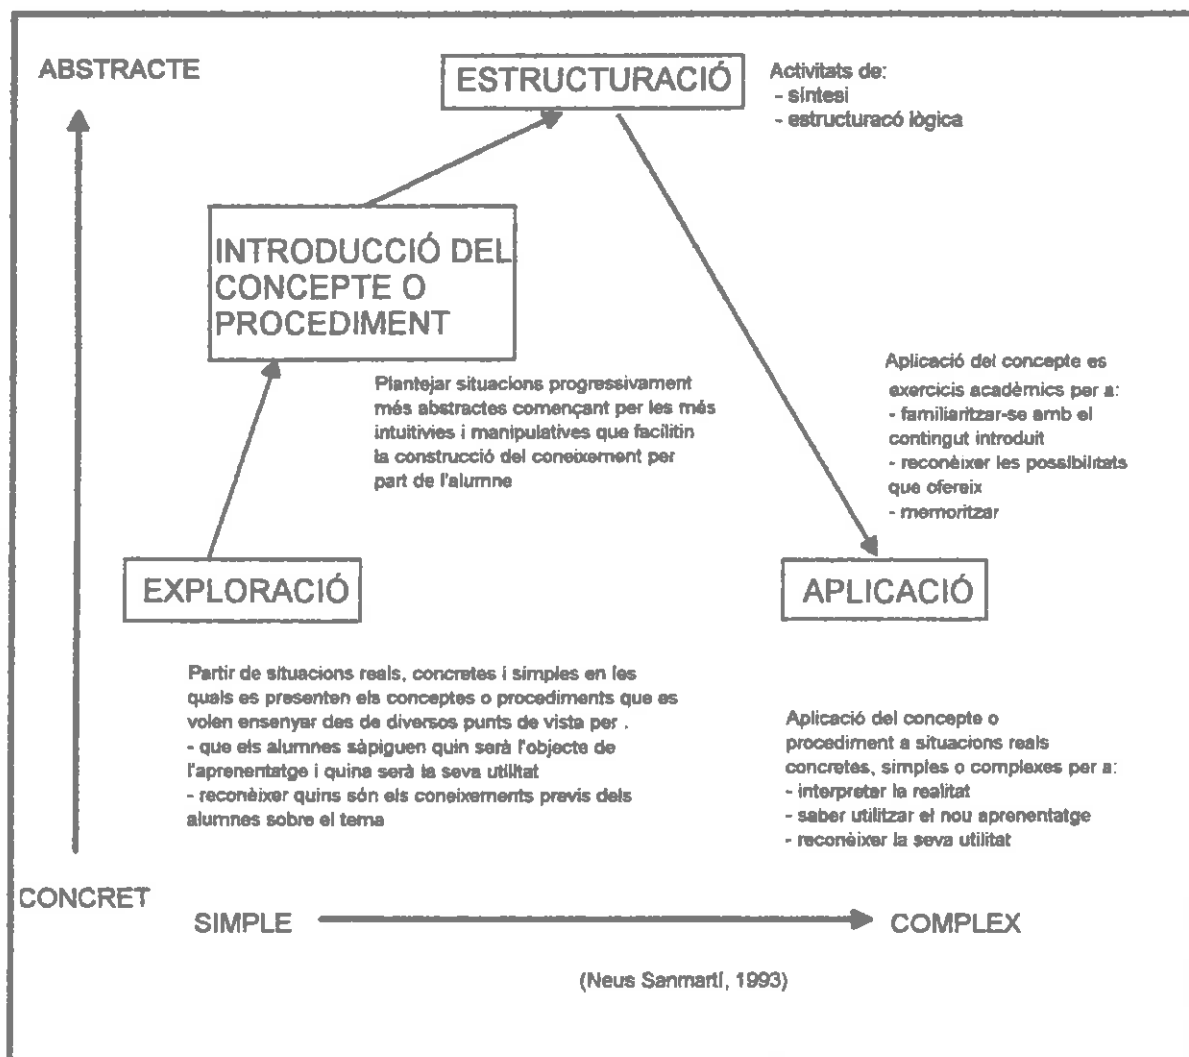 ABSTRACTE
ESTRUCTURACIÓ
Activitats de:
- síntesi
- estructuracó lògica
INTRODUCCIÓ DEL
CONCEPTE O
PROCEDIMENT
Plantejar situacions progressivament
més abstractes començant per les més
intuitivies i manipulatives que facilitin
la construcció del coneixement per
part de l'alumne
Aplicació del concepte es
exercicis acadèmics per a:
- familiaritzar-se amb el
contingut introduit
- reconèixer les possibilitats
que ofereix
- memoritzar
EXPLORACIÓ
APLICACIÓ
Partir de situacions reals, concretes i simples en les
quals es presenten els conceptes o procediments que es
volen ensenyar des de diversos punts de vista per .
- que els alumnes sàpiguen quin serà l'objecte de
l'aprenentatge i quina serà la seva utilitat
- reconèixer quins són els coneixements previs dels
alumnes sobre el tema
Aplicació del concepte o
procediment a situacions reals
concretes, simples o complexes per a:
- interpretar la realitat
- saber utilitzar el nou aprenentatge
- reconèixer la seva utilitat
CONCRET
SIMPLE
COMPLEX
(Neus Sanmartí, 1993)